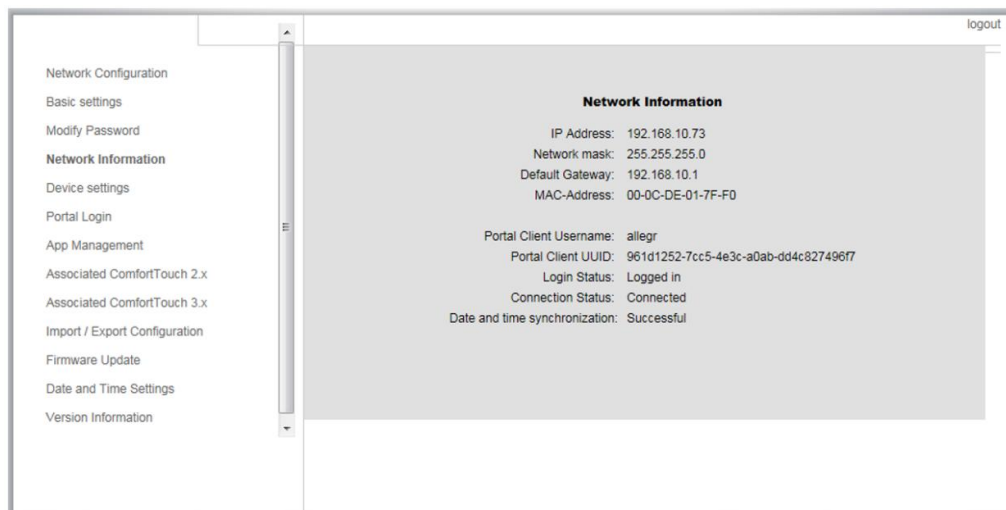 logout
Network Configuration
Basic settings
Modify Password
Network Information
Device settings
Portal Login
App Management
Associated ComfortTouch 2.x
Associated ComfortTouch 3.x
Import / Export Configuration
Firmware Update
Date and Time Settings
Version Information
Network Information
IP Address: 192.168.10.73
Network mask: 255.255.255.0
Default Gateway: 192.168.10.1
MAC-Address: 00-0C-DE-01-7F-F0
Portal Client Username: allegr
Portal Client UUID: 961d1252-7cc5-4e3c-a0ab-dd4c827496f7
Login Status: Logged in
Connection Status: Connected
Date and time synchronization: Successful